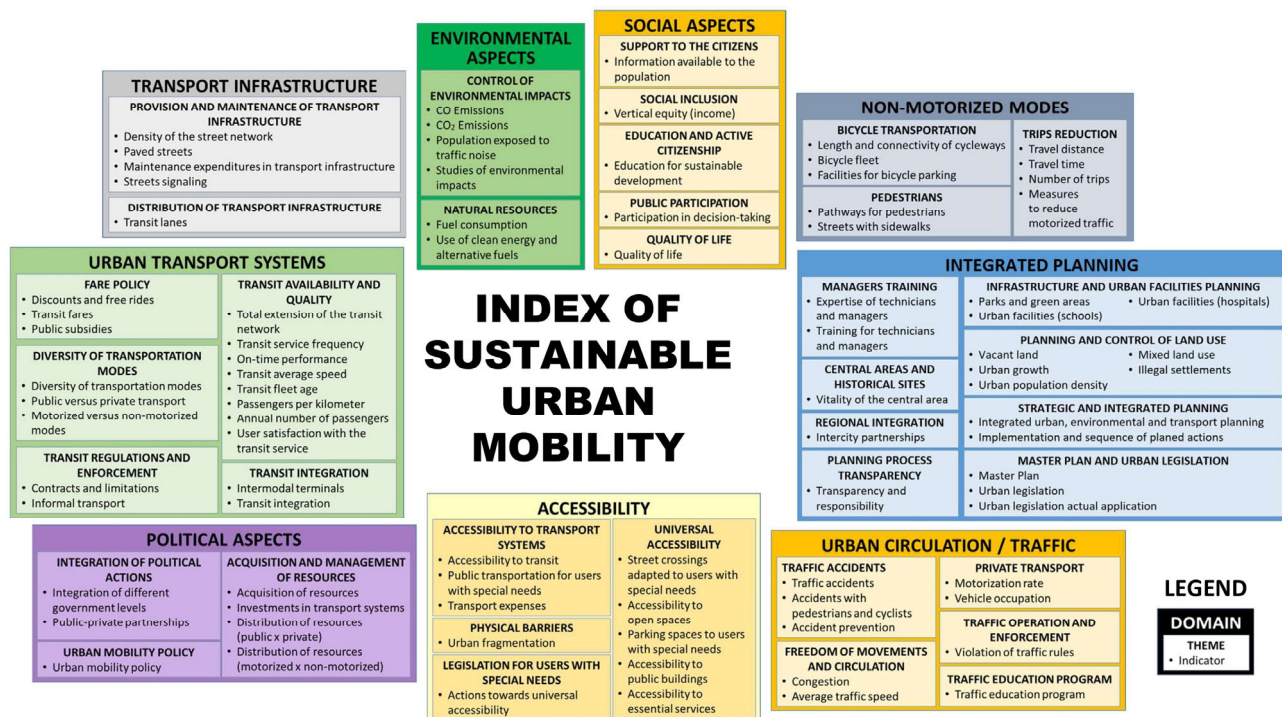 TRANSPORT INFRASTRUCTURE
PROVISION AND MAINTENANCE OF TRANSPORT
INFRASTRUCTURE
• Density of the street network
• Paved streets
• Maintenance expenditures in transport infrastructure
• Streets signaling
DISTRIBUTION OF TRANSPORT INFRASTRUCTURE
• Transit lanes
ENVIRONMENTAL
ASPECTS
CONTROL OF
ENVIRONMENTAL IMPACTS
• CO Emissions
• CO₂ Emissions
• Population exposed to
traffic noise
• Studies of environmental
impacts
NATURAL RESOURCES
• Fuel consumption
• Use of clean energy and
alternative fuels
SOCIAL ASPECTS
SUPPORT TO THE CITIZENS
• Information available to the
population
SOCIAL INCLUSION
• Vertical equity (income)
EDUCATION AND ACTIVE
CITIZENSHIP
• Education for sustainable
development
PUBLIC PARTICIPATION
• Participation in decision-taking
QUALITY OF LIFE
• Quality of life
NON-MOTORIZED MODES
BICYCLE TRANSPORTATION
• Length and connectivity of cycleways
• Bicycle fleet
• Facilities for bicycle parking
PEDESTRIANS
• Pathways for pedestrians
• Streets with sidewalks
TRIPS REDUCTION
• Travel distance
• Travel time
• Number of trips
• Measures
to reduce
motorized traffic
URBAN TRANSPORT SYSTEMS
FARE POLICY
• Discounts and free rides
• Transit fares
• Public subsidies
DIVERSITY OF TRANSPORTATION
MODES
• Diversity of transportation modes
• Public versus private transport
• Motorized versus non-motorized
modes
TRANSIT REGULATIONS AND
ENFORCEMENT
• Contracts and limitations
• Informal transport
TRANSIT AVAILABILITY AND
QUALITY
• Total extension of the transit
network
• Transit service frequency
• On-time performance
• Transit average speed
• Transit fleet age
• Passengers per kilometer
• Annual number of passengers
• User satisfaction with the
transit service
TRANSIT INTEGRATION
• Intermodal terminals
• Transit integration
INDEX OF
SUSTAINABLE
URBAN
MOBILITY
INTEGRATED PLANNING
MANAGERS TRAINING
• Expertise of technicians
and managers
• Training for technicians
and managers
CENTRAL AREAS AND
HISTORICAL SITES
• Vitality of the central area
REGIONAL INTEGRATION
• Intercity partnerships
PLANNING PROCESS
TRANSPARENCY
• Transparency and
responsibility
INFRASTRUCTURE AND URBAN FACILITIES PLANNING
• Parks and green areas • Urban facilities (hospitals)
• Urban facilities (schools)
PLANNING AND CONTROL OF LAND USE
• Vacant land • Mixed land use
• Urban growth • Illegal settlements
• Urban population density
STRATEGIC AND INTEGRATED PLANNING
• Integrated urban, environmental and transport planning
• Implementation and sequence of planed actions
MASTER PLAN AND URBAN LEGISLATION
• Master Plan
• Urban legislation
• Urban legislation actual application
POLITICAL ASPECTS
INTEGRATION OF POLITICAL
ACTIONS
• Integration of different
government levels
• Public-private partnerships
URBAN MOBILITY POLICY
• Urban mobility policy
ACQUISITION AND MANAGEMENT
OF RESOURCES
• Acquisition of resources
• Investments in transport systems
• Distribution of resources
(public x private)
• Distribution of resources
(motorized x non-motorized)
ACCESSIBILITY
ACCESSIBILITY TO TRANSPORT
SYSTEMS
• Accessibility to transit
• Public transportation for users
with special needs
• Transport expenses
PHYSICAL BARRIERS
• Urban fragmentation
LEGISLATION FOR USERS WITH
SPECIAL NEEDS
• Actions towards universal
accessibility
UNIVERSAL
ACCESSIBILITY
• Street crossings
adapted to users with
special needs
• Accessibility to
open spaces
• Parking spaces to users
with special needs
• Accessibility to
public buildings
• Accessibility to
essential services
URBAN CIRCULATION / TRAFFIC
TRAFFIC ACCIDENTS
• Traffic accidents
• Accidents with
pedestrians and cyclists
• Accident prevention
FREEDOM OF MOVEMENTS
AND CIRCULATION
• Congestion
• Average traffic speed
PRIVATE TRANSPORT
• Motorization rate
• Vehicle occupation
TRAFFIC OPERATION AND
ENFORCEMENT
• Violation of traffic rules
TRAFFIC EDUCATION PROGRAM
• Traffic education program
LEGEND
DOMAIN
THEME
• Indicator